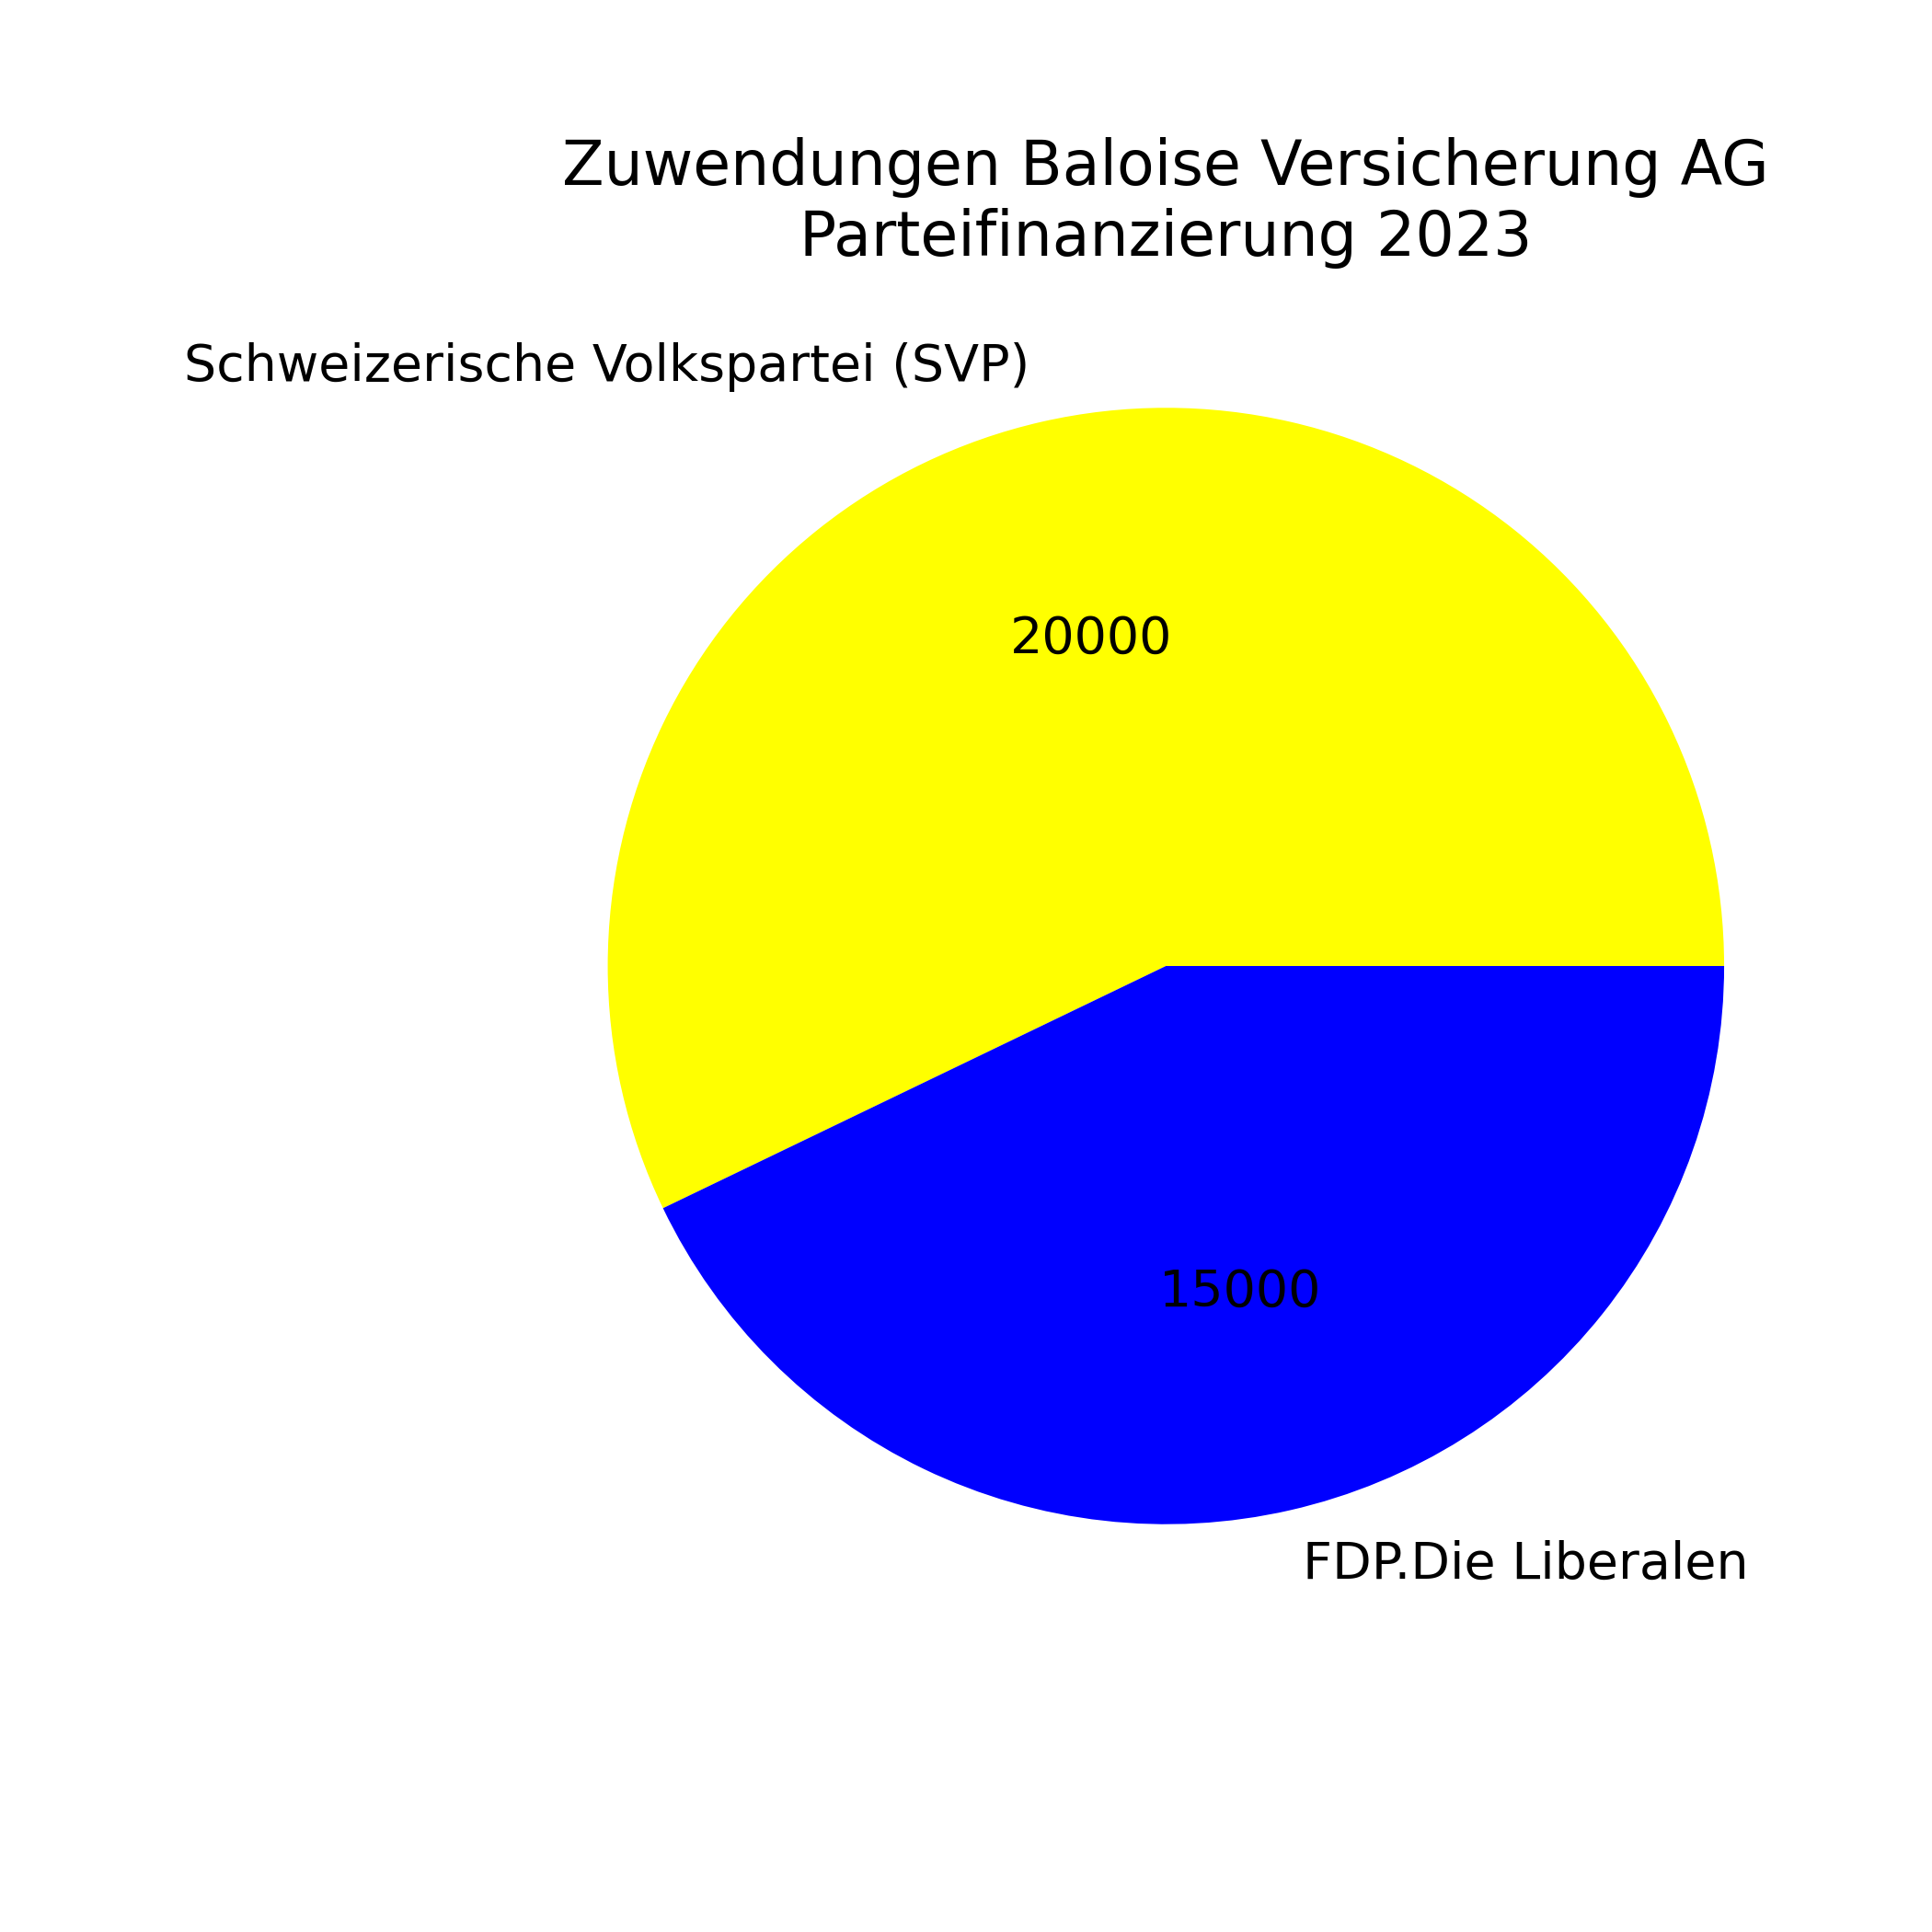 Zuwendungen Baloise Versicherung AG
Parteifinanzierung 2023
Schweizerische Volkspartei (SVP)
20000
15000
FDP.Die Liberalen